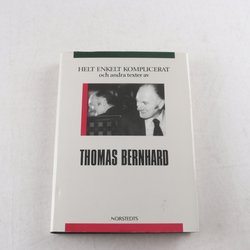 HELT ENKELT KOMPLICERAT
och andra texter av
THOMAS BERNHARD
NORSTEDTS